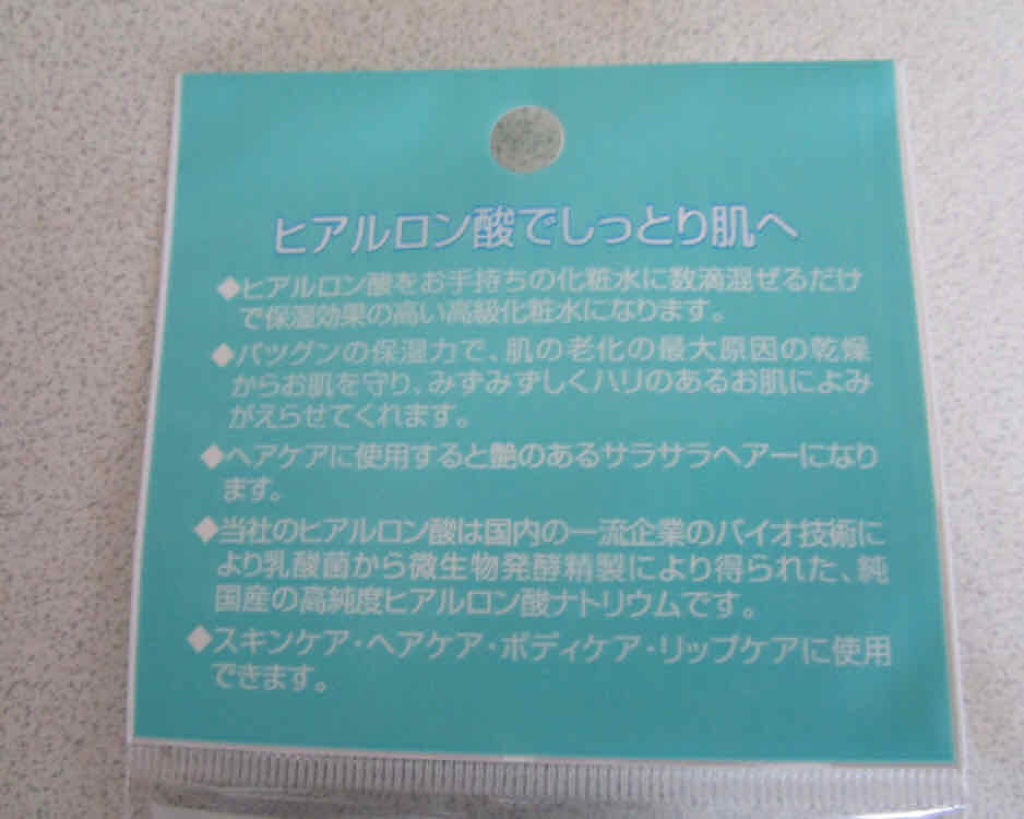 ヒアルロン酸でしっとり肌へ
◆ヒアルロン酸をお手持ちの化粧水に数滴混ぜるだけ
で保湿効果の高い高級化粧水になります。
◆バツグンの保湿力で、肌の老化の最大原因の乾燥
からお肌を守り、みずみずしくハリのあるお肌によみ
がえらせてくれます。
◆ヘアケアに使用すると艶のあるサラサラヘアーになり
ます。
◆当社のヒアルロン酸は国内の一流企業のバイオ技術に
より乳酸菌から微生物発酵精製により得られた、純
国産の高純度ヒアルロン酸ナトリウムです。
◆スキンケア・ヘアケア・ボディケア・リップケアに使用
できます。